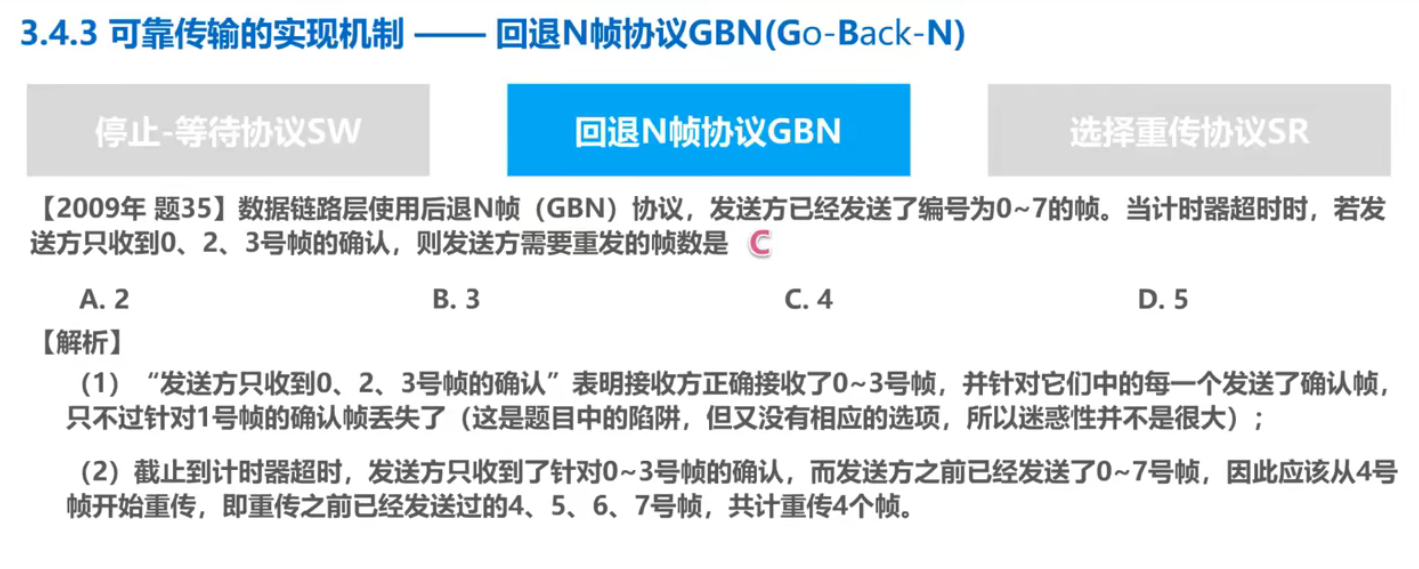 3.4.3 可靠传输的实现机制 —— 回退N帧协议GBN(Go-Back-N)
停止-等待协议SW
回退N帧协议GBN
选择重传协议SR
【2009年 题35】数据链路层使用后退N帧（GBN）协议，发送方已经发送了编号为0~7的帧。当计时器超时时，若发
送方只收到0、2、3号帧的确认，则发送方需要重发的帧数是 C
A. 2 B. 3 C. 4 D. 5
【解析】
（1）“发送方只收到0、2、3号帧的确认”表明接收方正确接收了0~3号帧，并针对它们中的每一个发送了确认帧，
只不过针对1号帧的确认帧丢失了（这是题目中的陷阱，但又没有相应的选项，所以迷惑性并不是很大）；
（2）截止到计时器超时，发送方只收到了针对0~3号帧的确认，而发送方之前已经发送了0~7号帧，因此应该从4号
帧开始重传，即重传之前已经发送过的4、5、6、7号帧，共计重传4个帧。